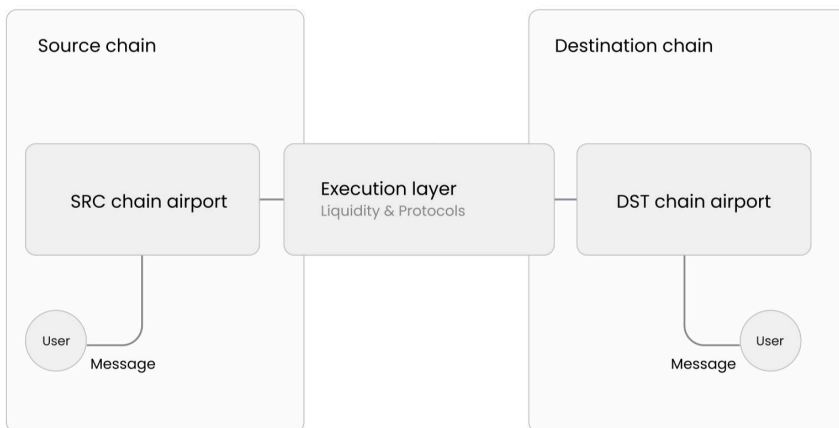 Source chain
Destination chain
SRC chain airport
Execution layer
Liquidity & Protocols
DST chain airport
User
Message
User
Message